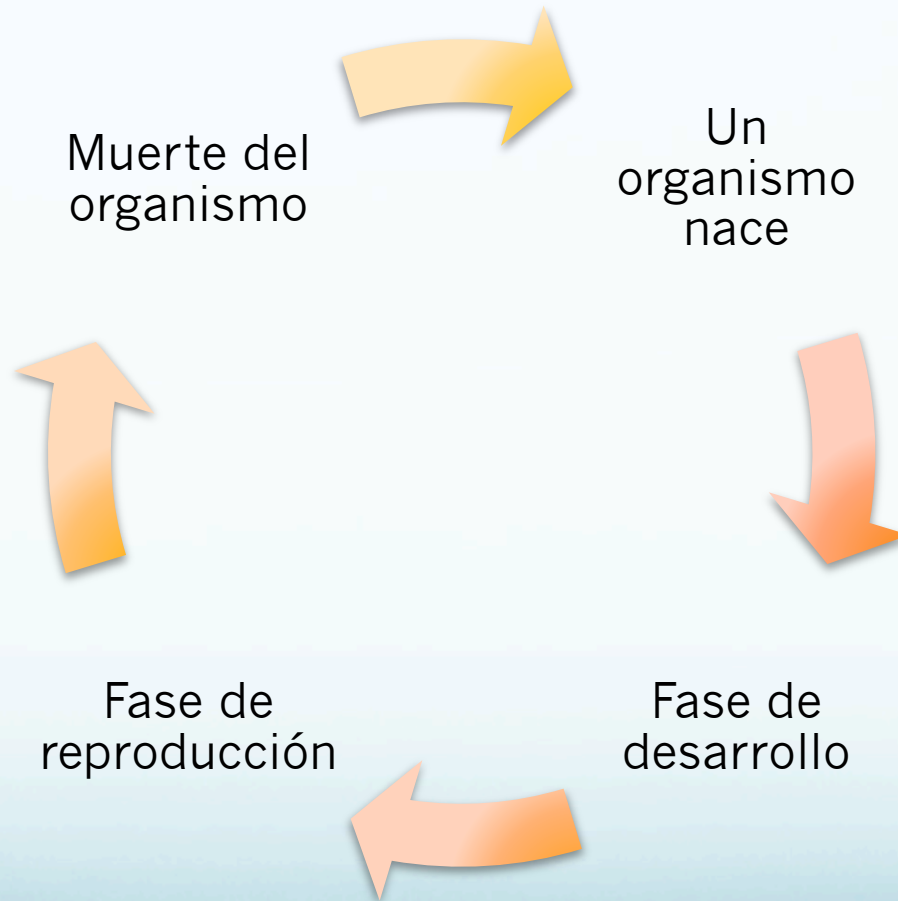 Muerte del
organismo
Un
organismo
nace
Fase de
reproducción
Fase de
desarrollo